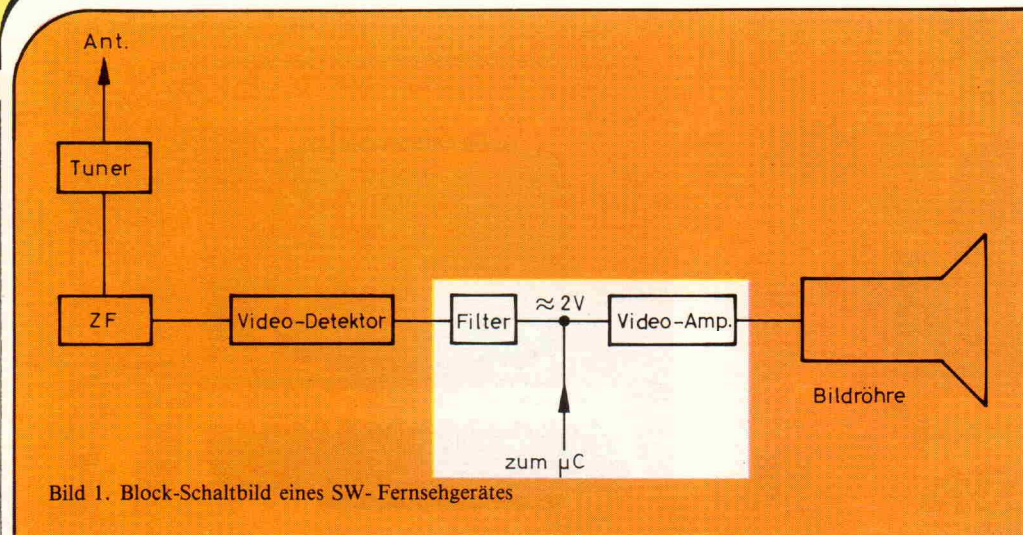 Ant.
Tuner
ZF
Video-Detektor
Filter
≈ 2V
Video-Amp.
Bildröhre
zum µC
Bild 1. Block-Schaltbild eines SW- Fernsehgerätes